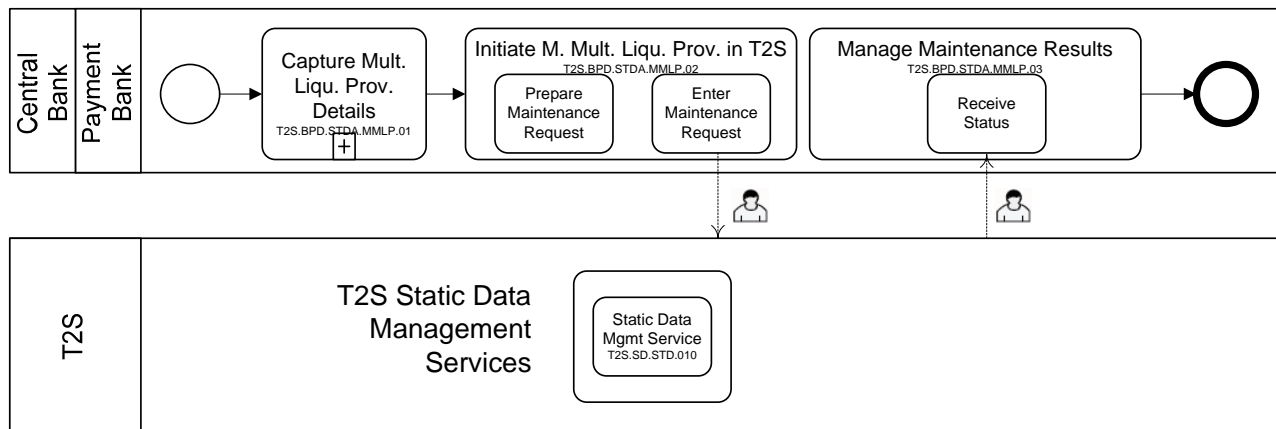 Central
Bank
Payment
Bank
Capture Mult.
Liqu. Prov.
Details
T2S.BPD.STDA.MMLP.01
Initiate M. Mult. Liqu. Prov. in T2S
T2S.BPD.STDA.MMLP.02
Prepare
Maintenance
Request
Enter
Maintenance
Request
Manage Maintenance Results
T2S.BPD.STDA.MMLP.03
Receive
Status
T2S
T2S Static Data
Management
Services
Static Data
Mgmt Service
T2S.SD.STD.010